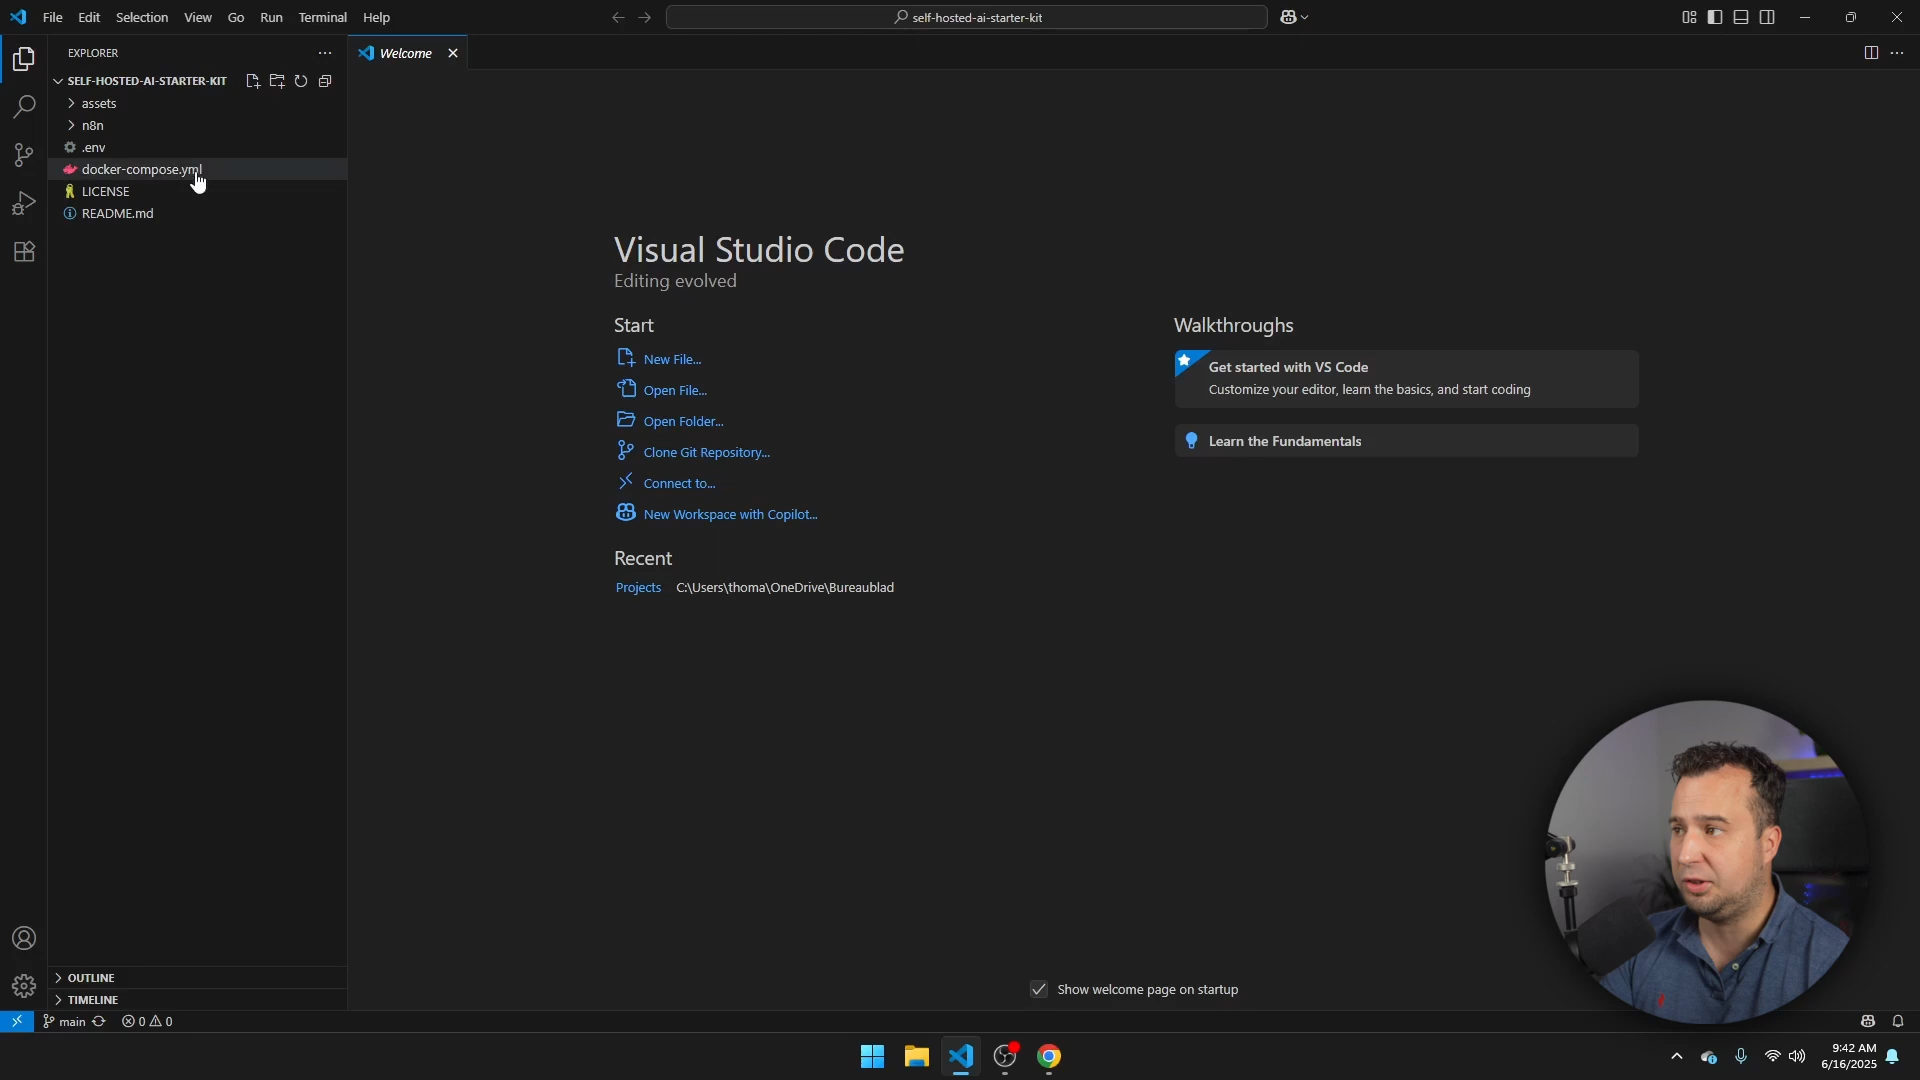 File Edit Selection View Go Run Terminal Help
self-hosted-ai-starter-kit
EXPLORER
Welcome
SELF-HOSTED-AI-STARTER-KIT
assets
n8n
.env
docker-compose.yml
LICENSE
README.md
Visual Studio Code
Editing evolved
Start
New File...
Open File...
Open Folder...
Clone Git Repository...
Connect to...
New Workspace with Copilot...
Recent
Projects C:\Users\thoma\OneDrive\Bureaublad
Walkthroughs
Get started with VS Code
Customize your editor, learn the basics, and start coding
Learn the Fundamentals
Show welcome page on startup
OUTLINE
TIMELINE
main 0 0
9:42 AM
6/16/2025